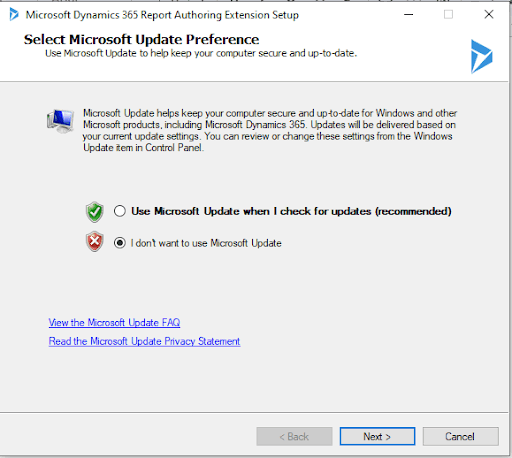 Microsoft Dynamics 365 Report Authoring Extension Setup
Select Microsoft Update Preference
Use Microsoft Update to help keep your computer secure and up-to-date.
Microsoft Update helps keep your computer secure and up-to-date for Windows and other
Microsoft products, including Microsoft Dynamics 365. Updates will be delivered based on
your current update settings. You can review or change these settings from the Windows
Update item in Control Panel.
Use Microsoft Update when I check for updates (recommended)
I don't want to use Microsoft Update
View the Microsoft Update FAQ
Read the Microsoft Update Privacy Statement
< Back Next > Cancel